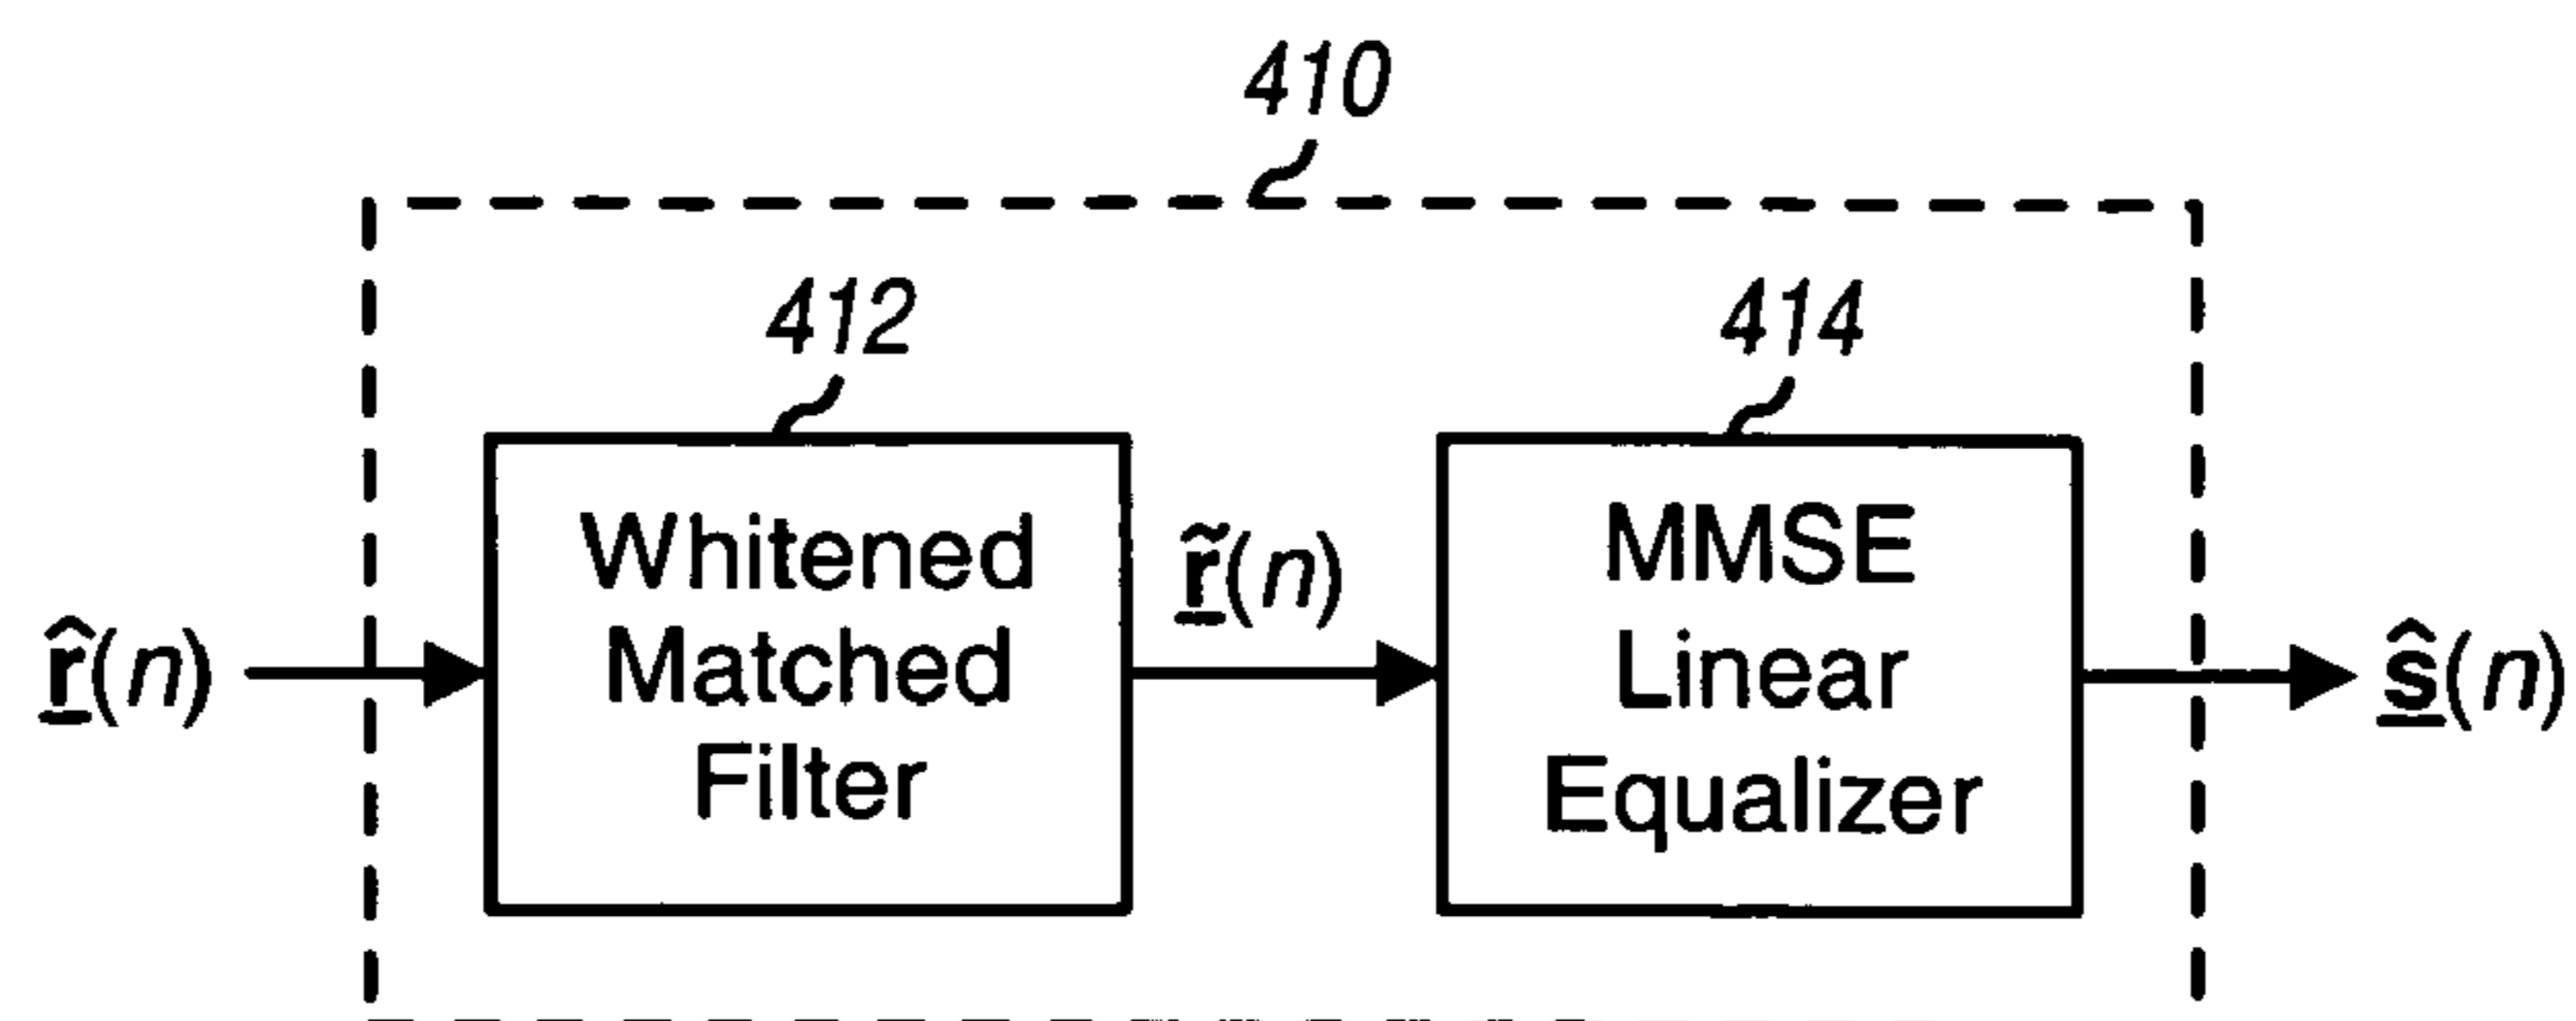 410
412
414
Whitened
Matched
Filter
MMSE
Linear
Equalizer
r̲̂(n)
r̲̃(n)
ŝ̲(n)